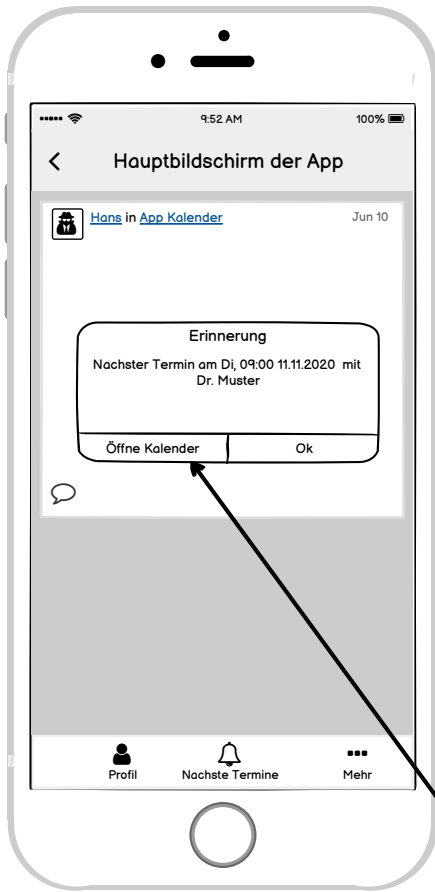 9:52 AM 100%
Hauptbildschirm der App
Hans in App Kalender Jun 10
Erinnerung
Nachster Termin am Di, 09:00 11.11.2020 mit
Dr. Muster
Öffne Kalender Ok
Profil Nachste Termine Mehr